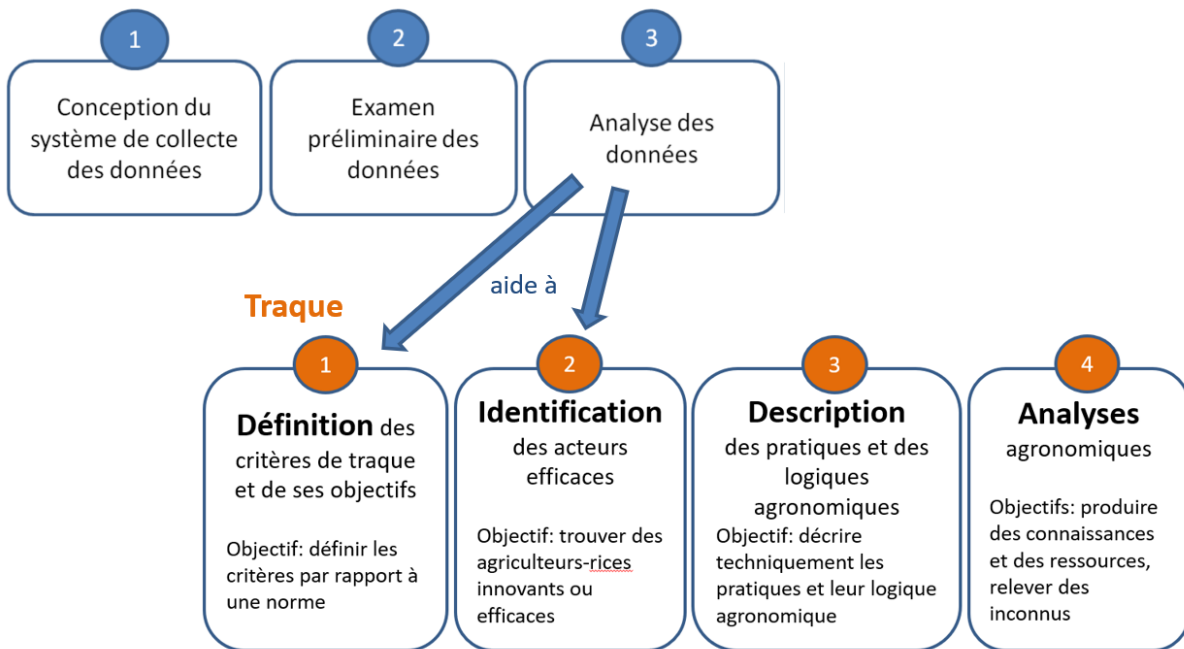 1
Conception du
système de collecte
des données
2
Examen
préliminaire des
données
3
Analyse des
données
aide à
Traque
1
Définition des
critères de traque
et de ses objectifs
Objectif: définir les
critères par rapport à
une norme
2
Identification
des acteurs
efficaces
Objectif: trouver des
agriculteurs-rices
innovants ou
efficaces
3
Description
des pratiques et des
logiques
agronomiques
Objectif: décrire
techniquement les
pratiques et leur logique
agronomique
4
Analyses
agronomiques
Objectifs: produire
des connaissances
et des ressources,
relever des
inconnus